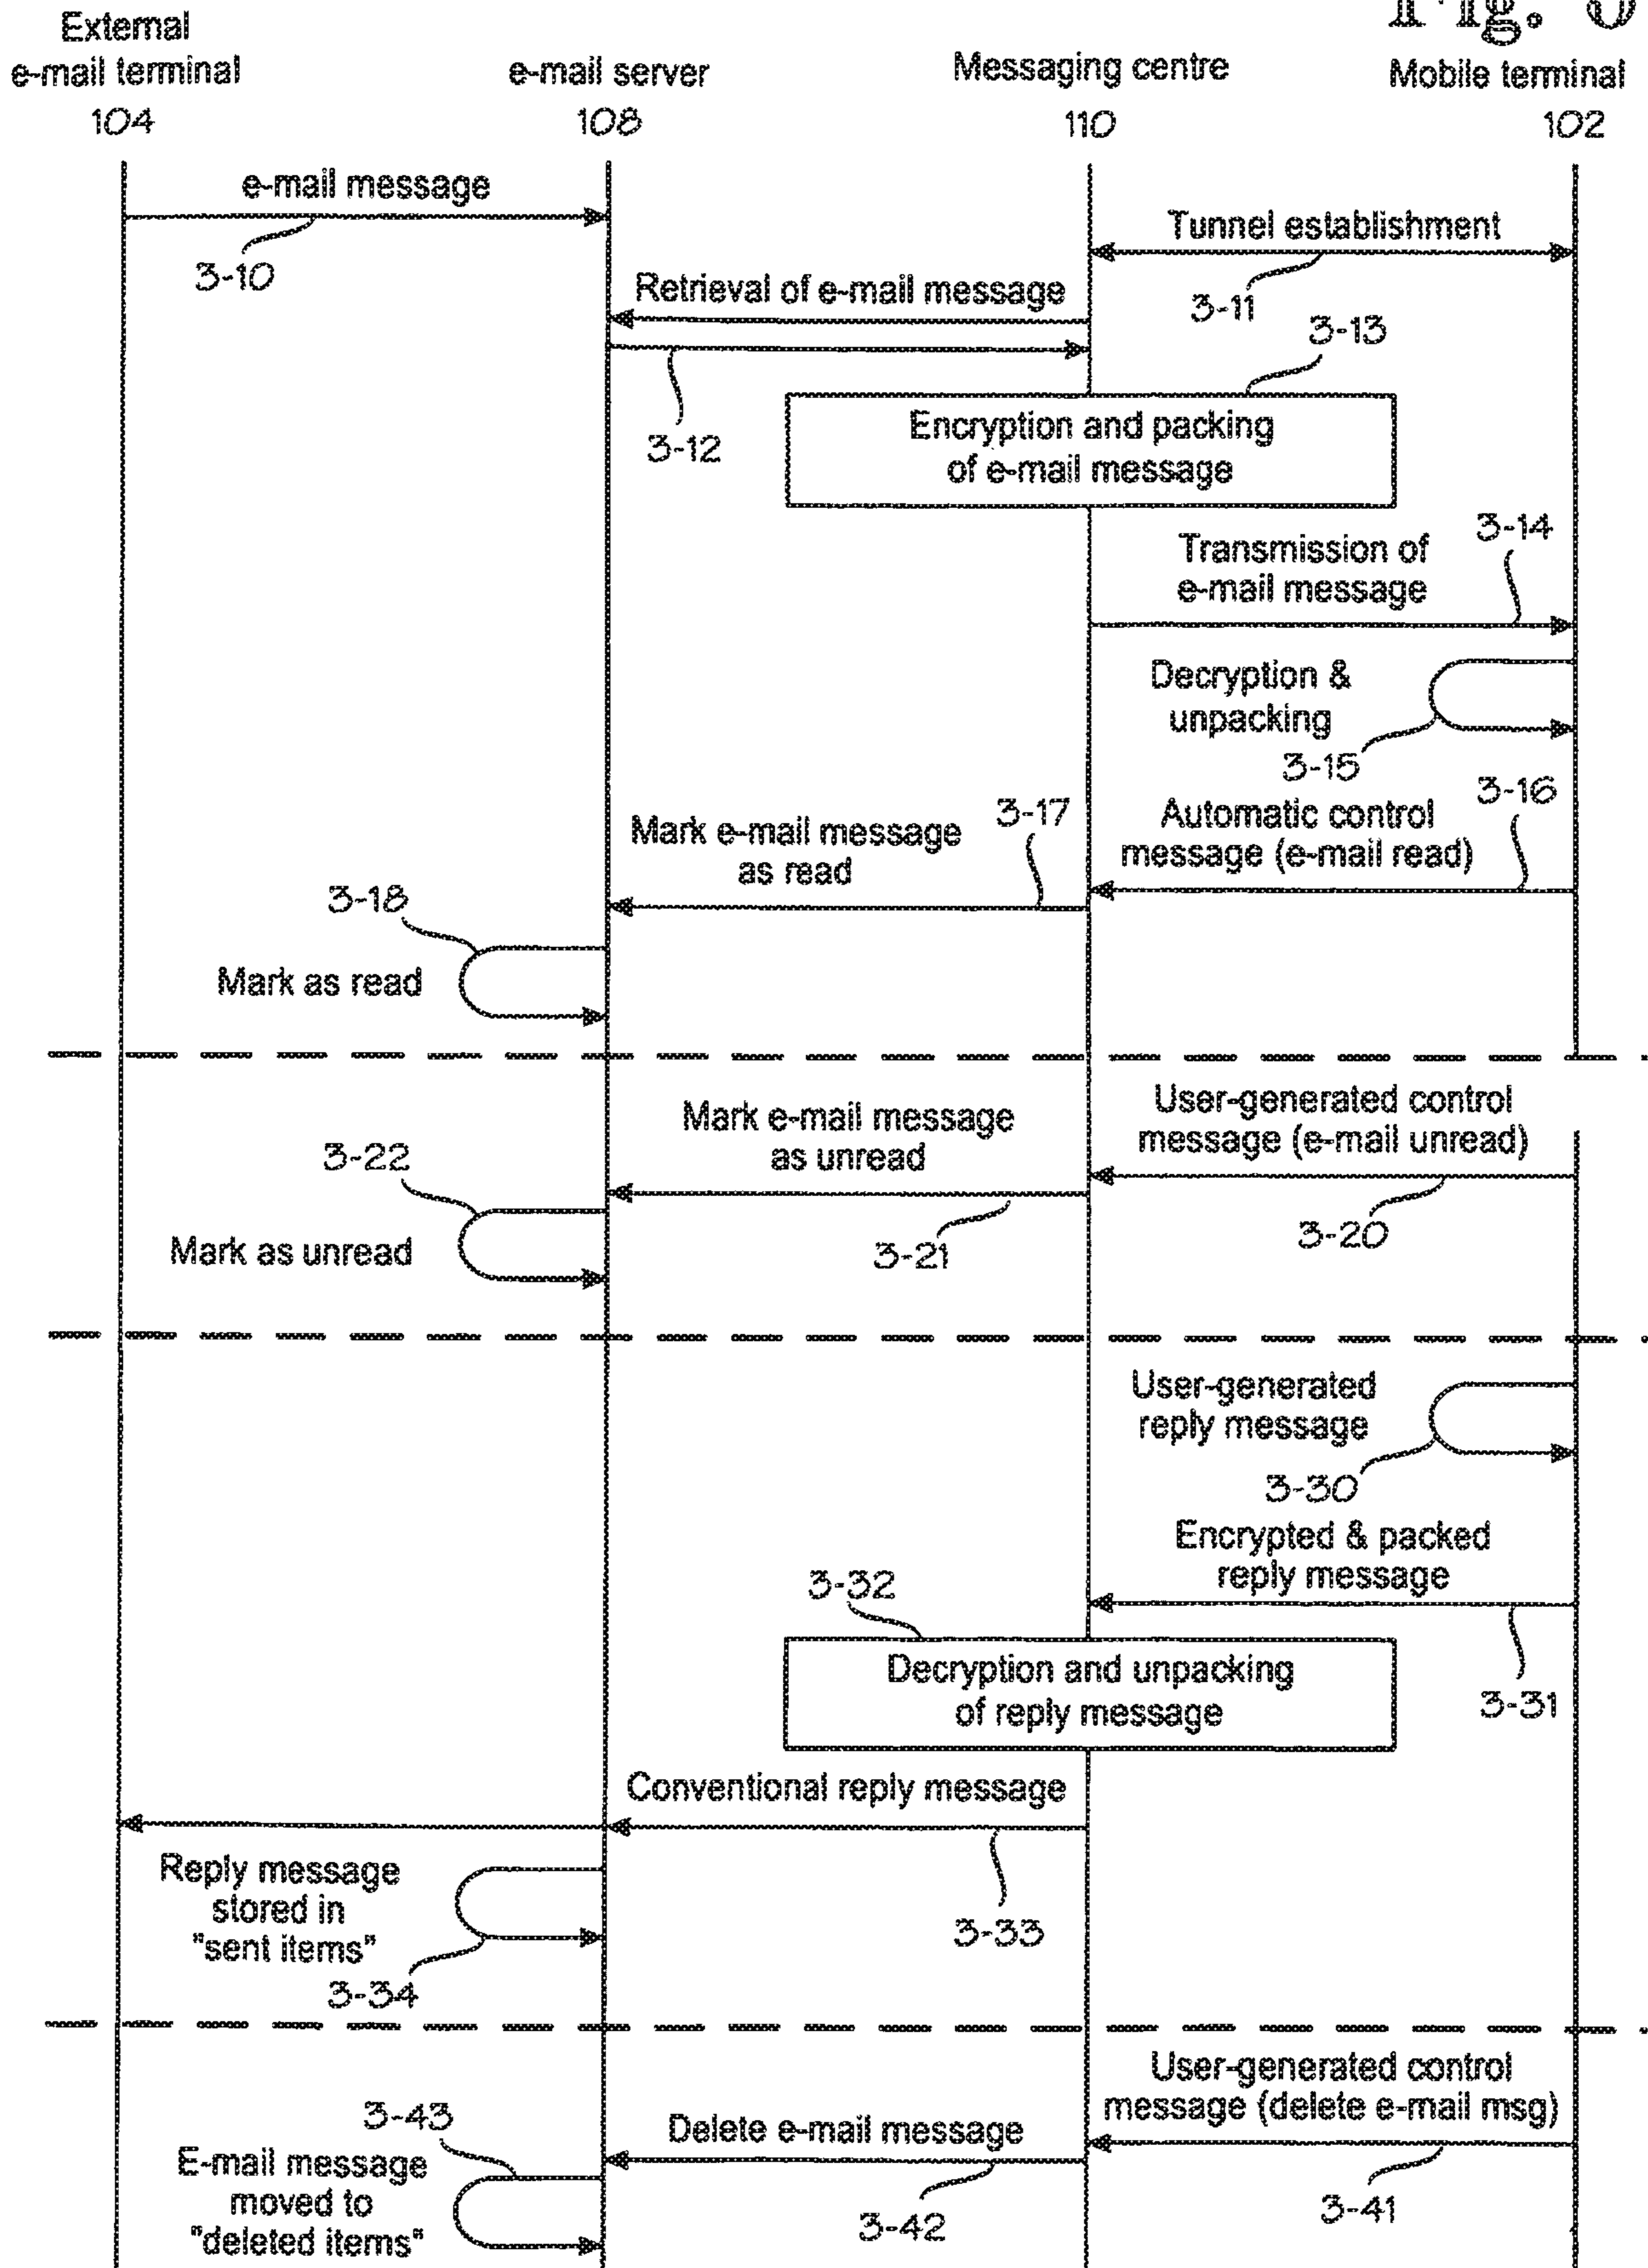 Fig.
External
e-mail terminal
104
e-mail server
108
Messaging centre
110
Mobile terminal
102
e-mail message
3-10
Tunnel establishment
3-11
Retrieval of e-mail message
3-12
3-13
Encryption and packing
of e-mail message
3-14
Transmission of
e-mail message
Decryption &
unpacking
3-15
3-16
Automatic control
message (e-mail read)
3-17
Mark e-mail message
as read
3-18
Mark as read
User-generated control
message (e-mail unread)
3-20
Mark e-mail message
as unread
3-21
3-22
Mark as unread
User-generated
reply message
3-30
Encrypted & packed
reply message
3-31
3-32
Decryption and unpacking
of reply message
Conventional reply message
3-33
Reply message
stored in
"sent items"
3-34
User-generated control
message (delete e-mail msg)
3-41
Delete e-mail message
3-42
3-43
E-mail message
moved to
"deleted items"